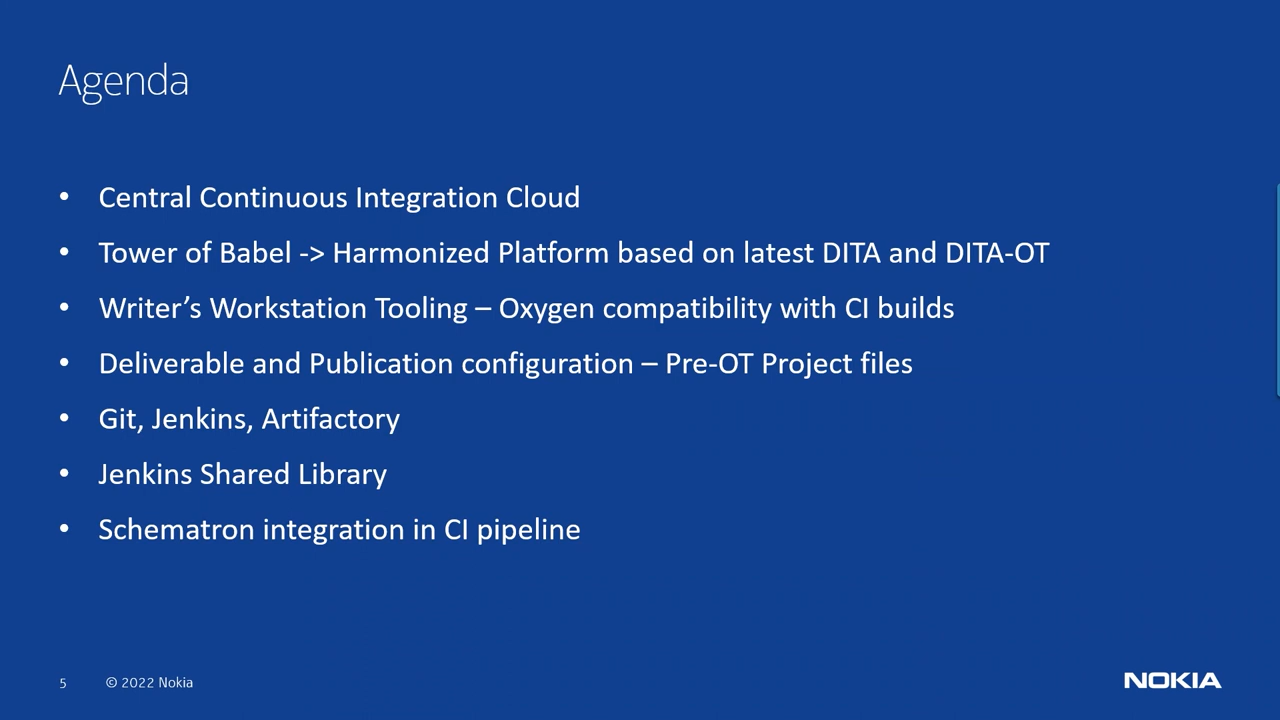 Agenda
• Central Continuous Integration Cloud
• Tower of Babel -> Harmonized Platform based on latest DITA and DITA-OT
• Writer’s Workstation Tooling – Oxygen compatibility with CI builds
• Deliverable and Publication configuration – Pre-OT Project files
• Git, Jenkins, Artifactory
• Jenkins Shared Library
• Schematron integration in CI pipeline
5 © 2022 Nokia NOKIA